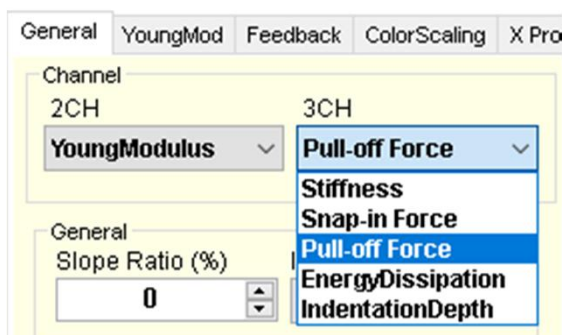 General YoungMod Feedback ColorScaling X Pro
Channel
2CH 3CH
YoungModulus Pull-off Force
Stiffness
Snap-in Force
Pull-off Force
EnergyDissipation
IndentationDepth
General
Slope Ratio (%)
0